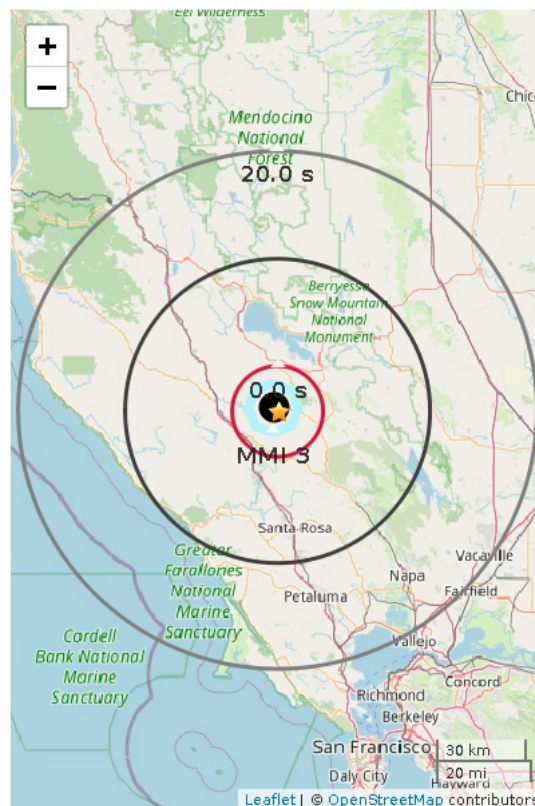 Eel Wilderness
+
−
Chico
Mendocino
National
Forest
20.0 s
Berryessa
Snow Mountain
National
Monument
0.0 s
MMI 3
Santa Rosa
Greater
Farallones
National
Marine
Sanctuary
Vacaville
Napa
Fairfield
Petaluma
Cordell
Bank National
Marine
Sanctuary
Vallejo
Concord
Richmond
Berkeley
San Francisco
30 km
Daly City
20 mi
Hayward
Leaflet | © OpenStreetMap contributors